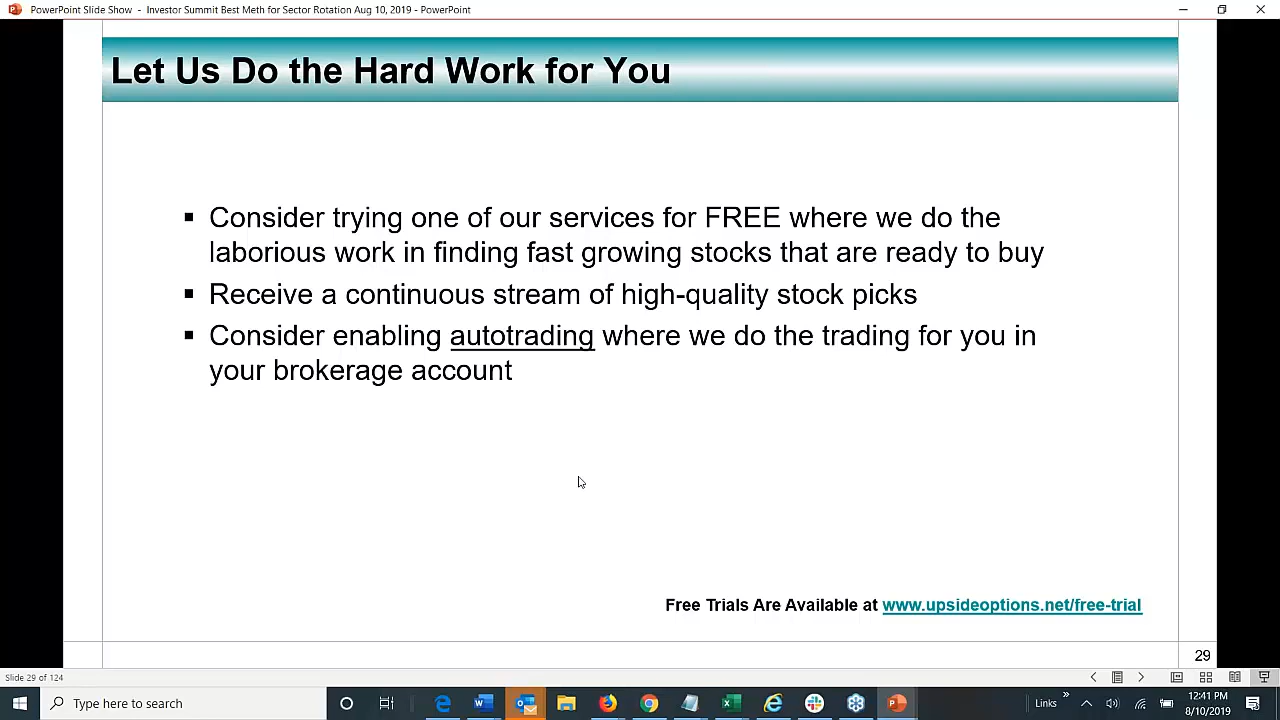 PowerPoint Slide Show - Investor Summit Best Meth for Sector Rotation Aug 10, 2019 - PowerPoint
Let Us Do the Hard Work for You
▪ Consider trying one of our services for FREE where we do the
laborious work in finding fast growing stocks that are ready to buy
▪ Receive a continuous stream of high-quality stock picks
▪ Consider enabling autotrading where we do the trading for you in
your brokerage account
Free Trials Are Available at www.upsideoptions.net/free-trial
29
Slide 29 of 124
Type here to search
Links
»
12:41 PM
8/10/2019